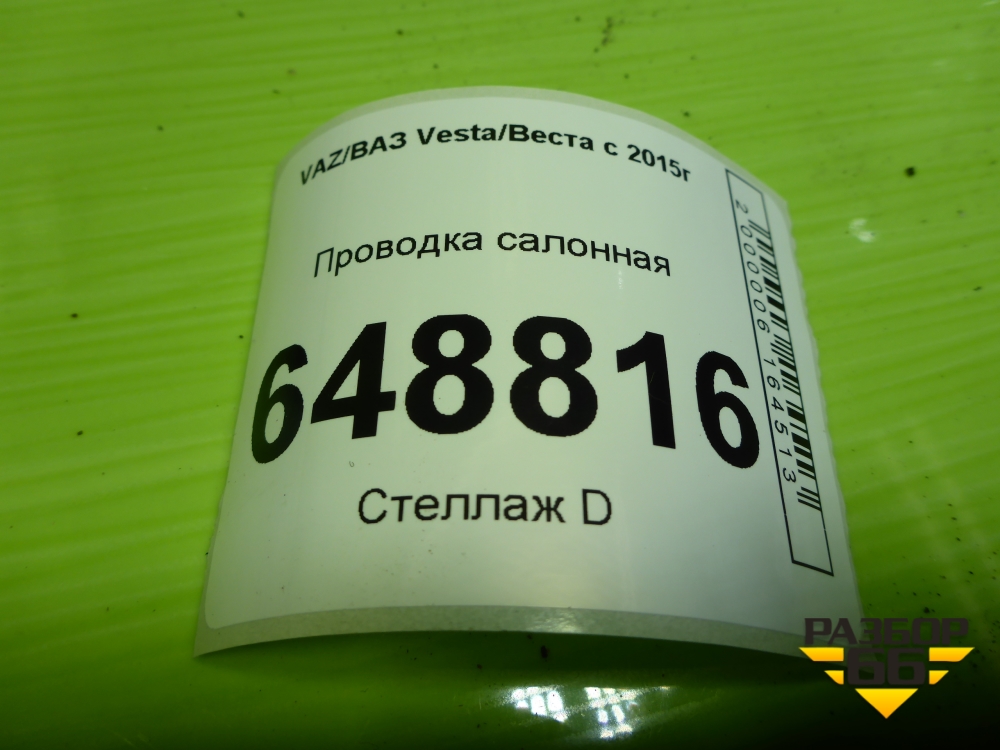 VAZ/ВАЗ Vesta/Веста с 2015г
Проводка салонная
648816
Стеллаж D
2000006164513
РАЗБОР
66